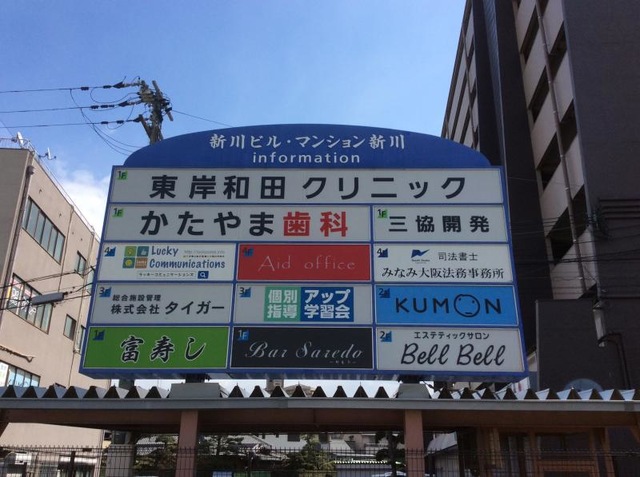 新川ビル・マンション新川
information
1F
東岸和田 クリニック
1F
かたやま歯科
1F
三協開発
Lucky Communications
ラッキーコミュニケーションズ
Aid office
4F
司法書士
みなみ大阪法務事務所
3F
総合施設管理
株式会社 タイガー
3F
個別指導
アップ学習会
2F
KUMON
1F
富寿し
1F
Bar Saredo
2F
エステティックサロン
Bell Bell